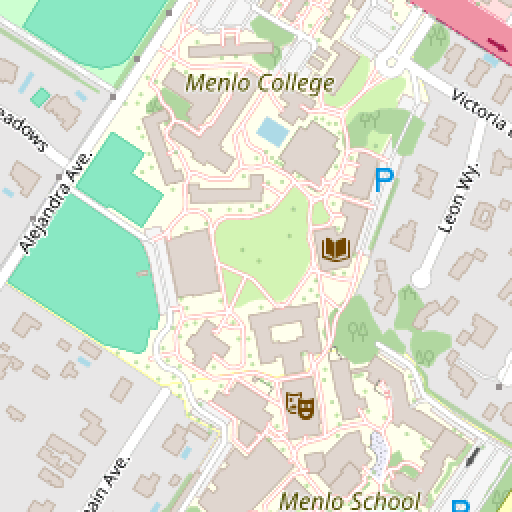 Menlo College
Victoria
Alejandra Ave.
Leon Wy.
P
Menlo School
P